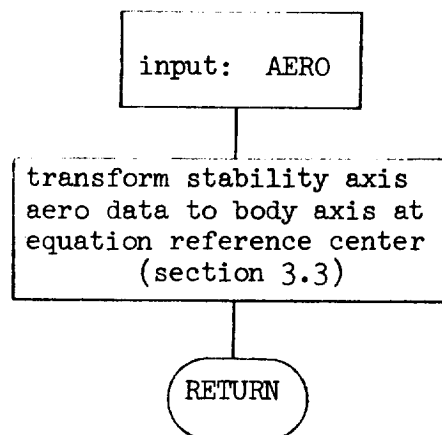 input: AERO
transform stability axis
aero data to body axis at
equation reference center
(section 3.3)
RETURN